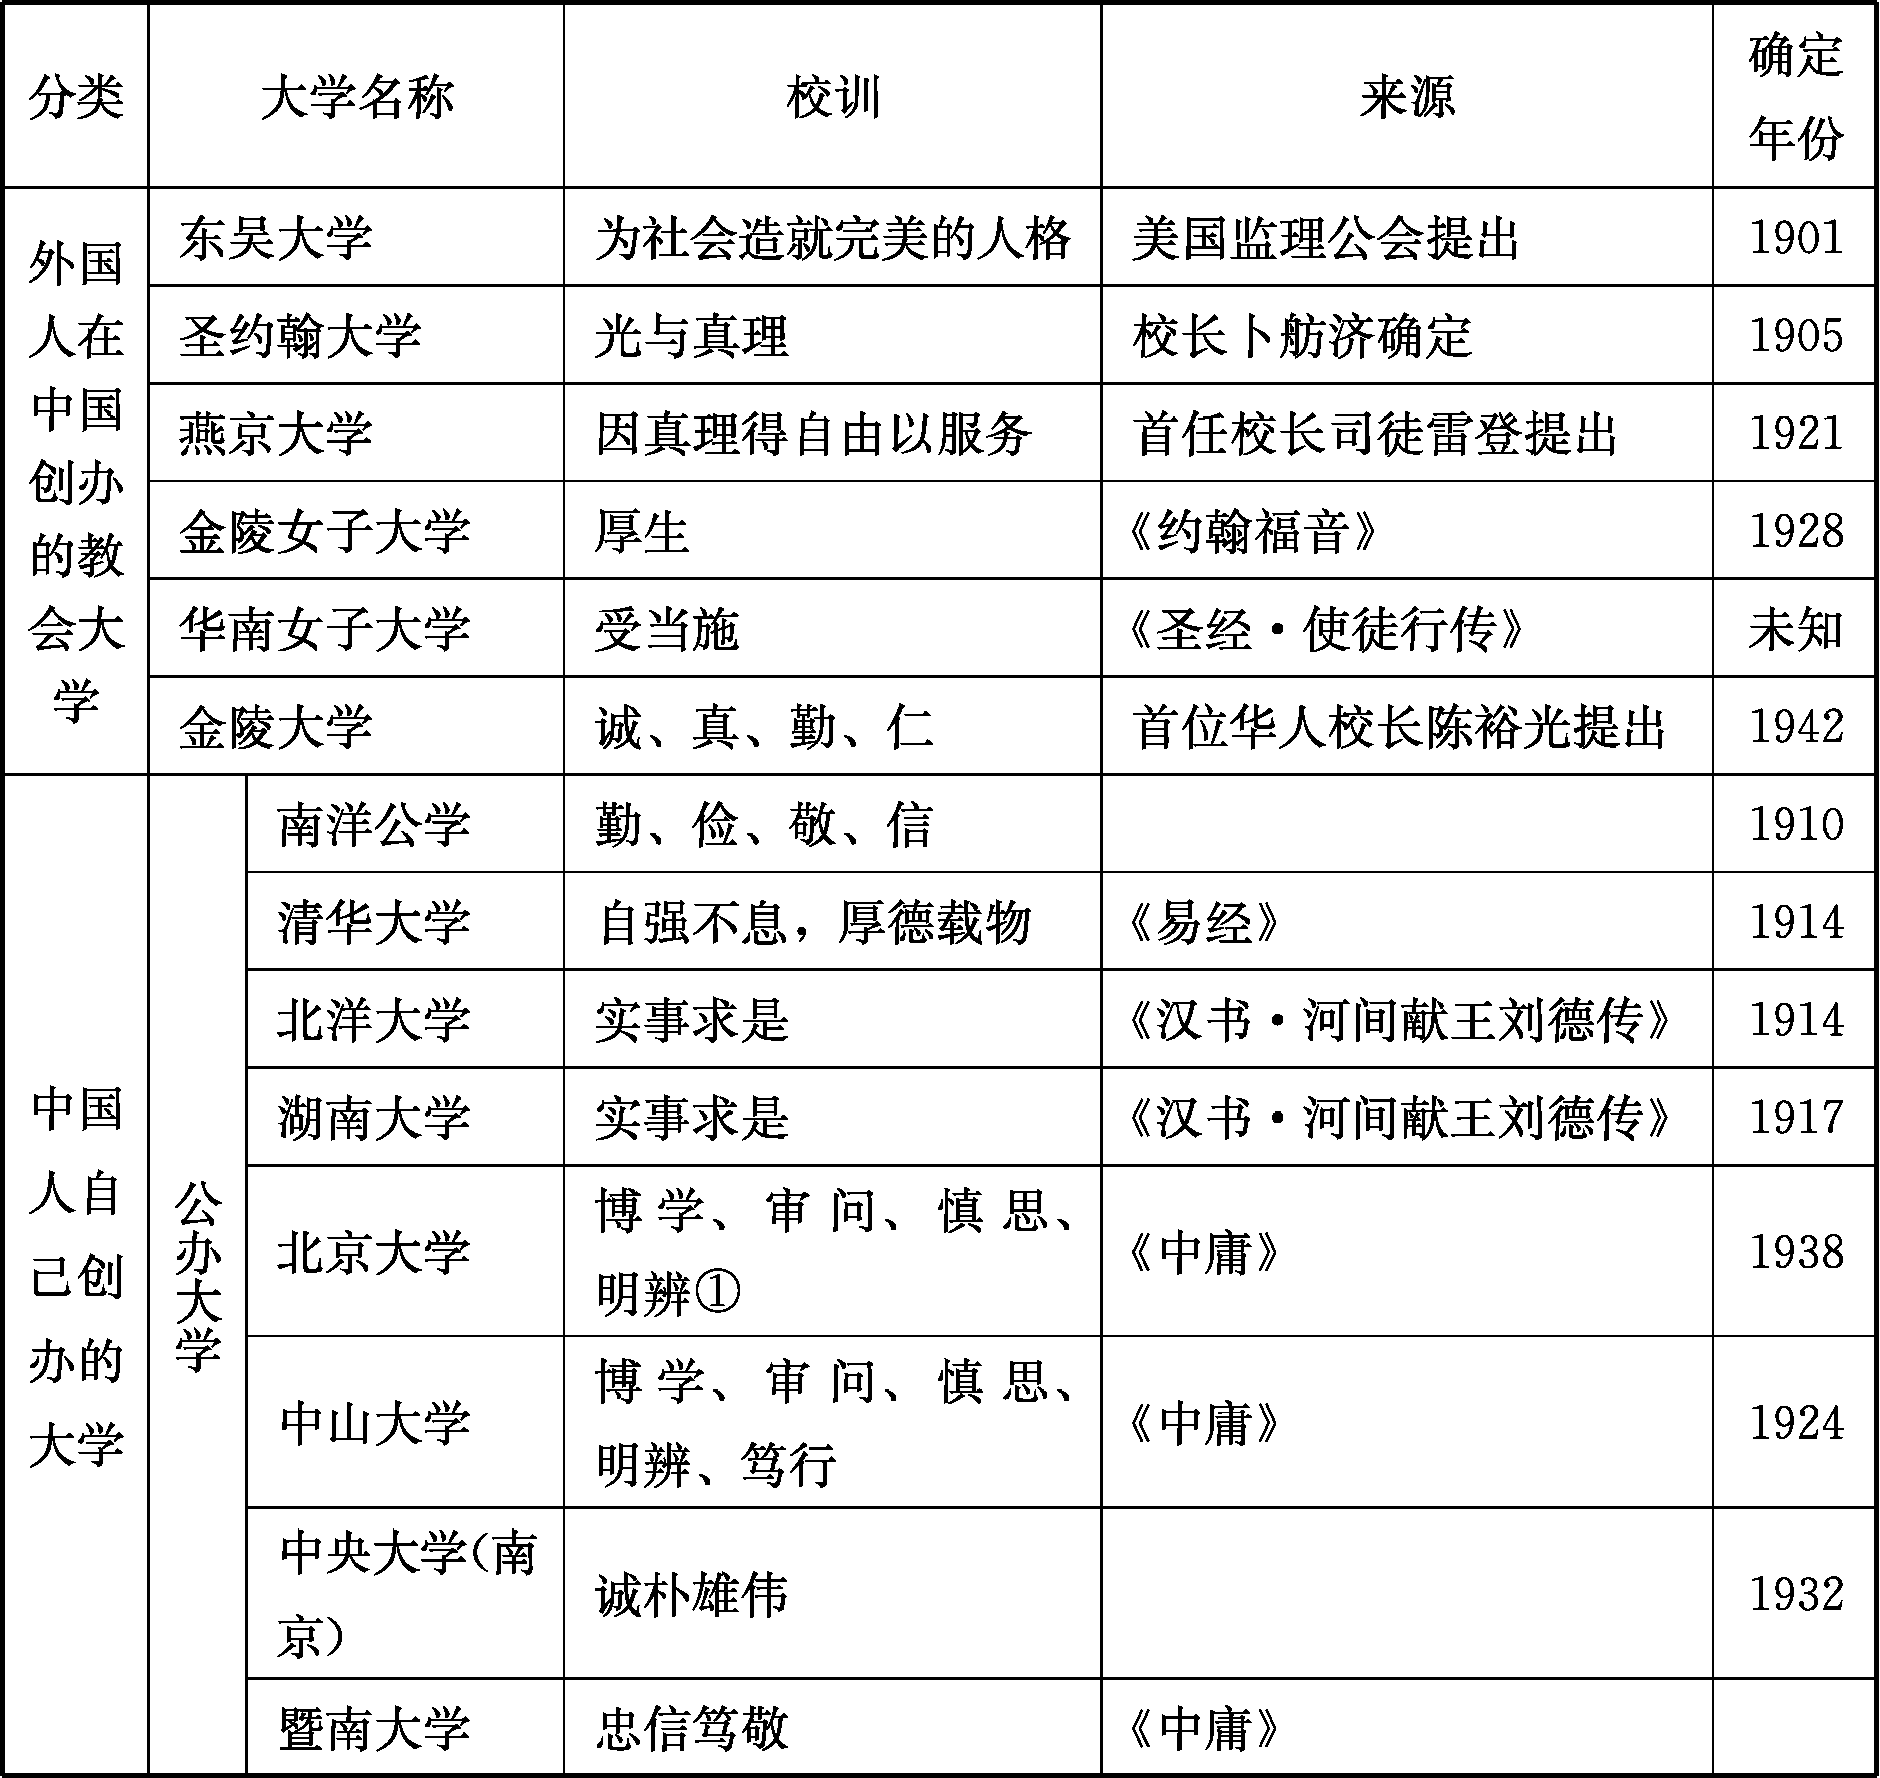 分类 大学名称 校训 来源 确定年份
外国人在中国创办的教会大学
东吴大学 为社会造就完美的人格 美国监理公会提出 1901
圣约翰大学 光与真理 校长卜舫济确定 1905
燕京大学 因真理得自由以服务 首任校长司徒雷登提出 1921
金陵女子大学 厚生 《约翰福音》 1928
华南女子大学 受当施 《圣经·使徒行传》 未知
金陵大学 诚、真、勤、仁 首位华人校长陈裕光提出 1942
中国人自己创办的大学
公办大学
南洋公学 勤、俭、敬、信 1910
清华大学 自强不息，厚德载物 《易经》 1914
北洋大学 实事求是 《汉书·河间献王刘德传》 1914
湖南大学 实事求是 《汉书·河间献王刘德传》 1917
北京大学 博学、审问、慎思、明辨① 《中庸》 1938
中山大学 博学、审问、慎思、明辨、笃行 《中庸》 1924
中央大学(南京) 诚朴雄伟 1932
暨南大学 忠信笃敬 《中庸》